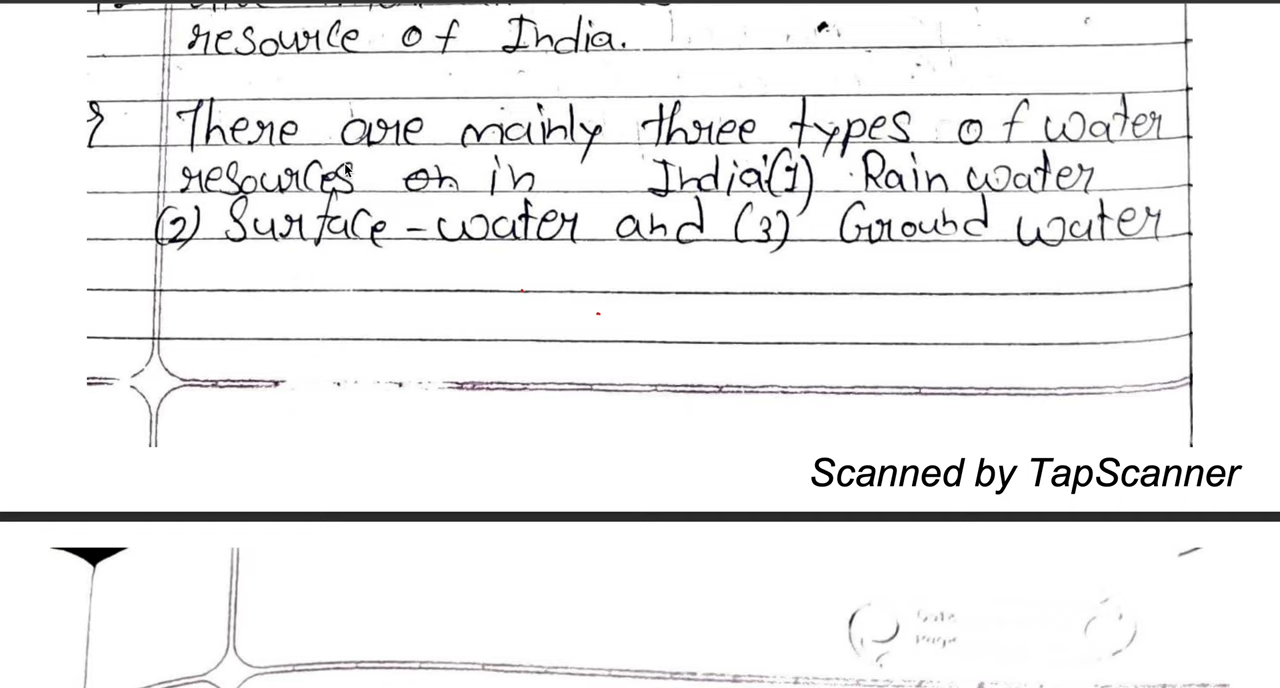 resource of India.
There are mainly three types of water
resources on in India (1) Rain water
(2) Surface-water and (3) Ground water
Scanned by TapScanner